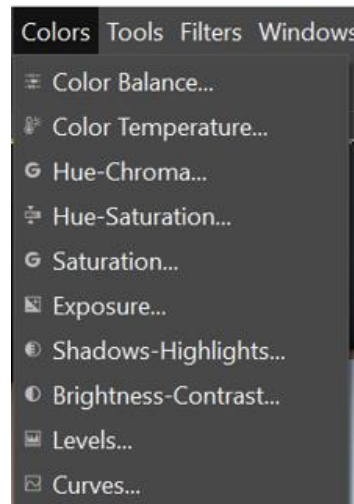 Colors Tools Filters Windows
Color Balance...
Color Temperature...
Hue-Chroma...
Hue-Saturation...
Saturation...
Exposure...
Shadows-Highlights...
Brightness-Contrast...
Levels...
Curves...